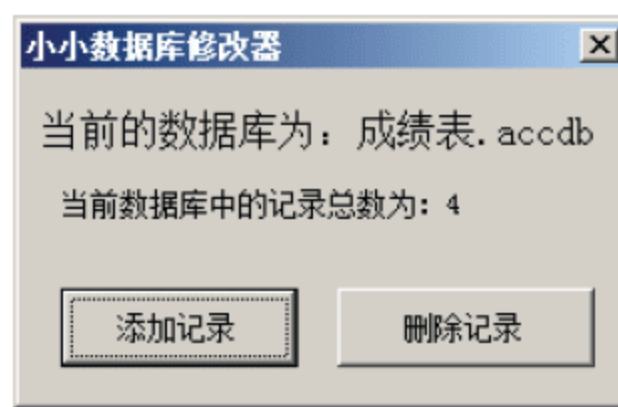 小小数据库修改器
当前的数据库为：成绩表.accdb
当前数据库中的记录总数为：4
添加记录 删除记录